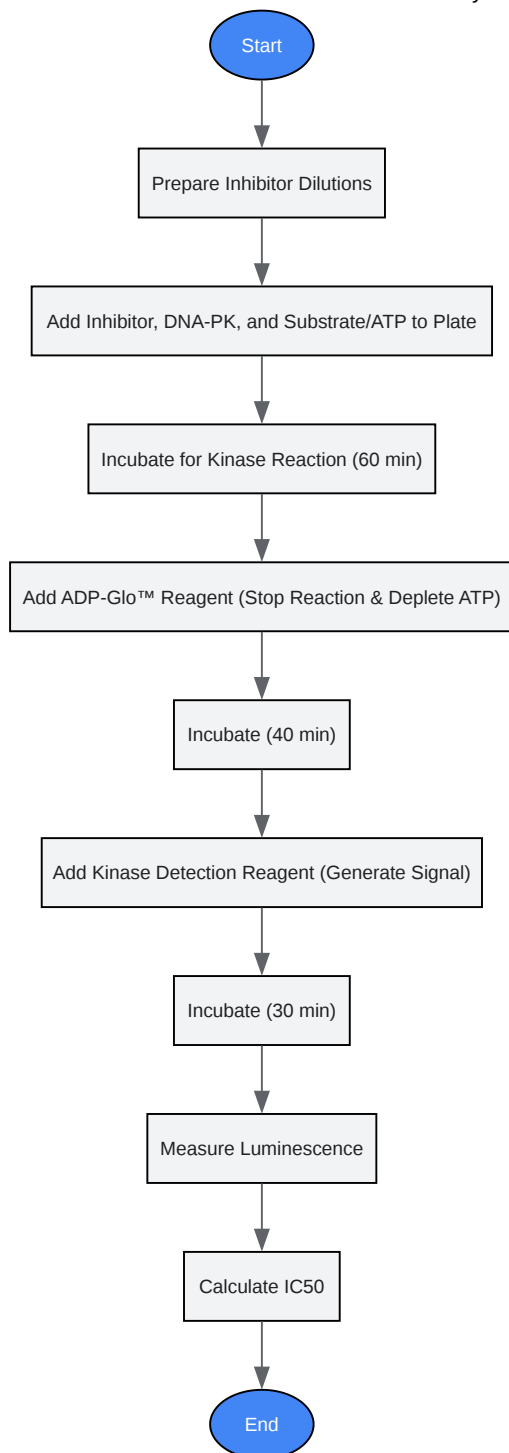 Start
Prepare Inhibitor Dilutions
Add Inhibitor, DNA-PK, and Substrate/ATP to Plate
Incubate for Kinase Reaction (60 min)
Add ADP-Glo™ Reagent (Stop Reaction & Deplete ATP)
Incubate (40 min)
Add Kinase Detection Reagent (Generate Signal)
Incubate (30 min)
Measure Luminescence
Calculate IC50
End